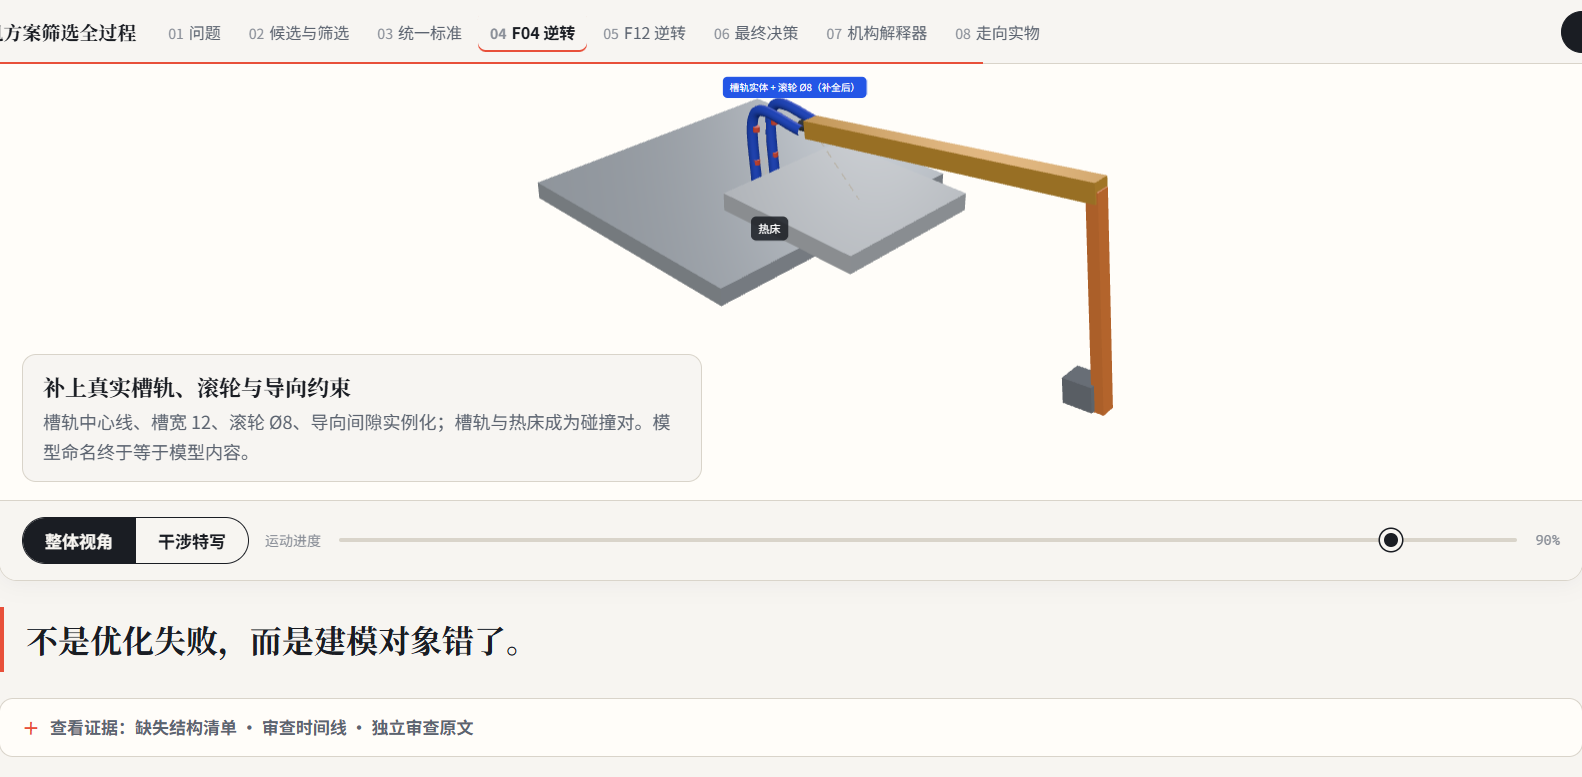 方案筛选全过程
01 问题
02 候选与筛选
03 统一标准
04 F04 逆转
05 F12 逆转
06 最终决策
07 机构解释器
08 走向实物
槽轨实体 + 滚轮 Ø8（补全后）
热床
补上真实槽轨、滚轮与导向约束
槽轨中心线、槽宽 12、滚轮 Ø8、导向间隙实例化；槽轨与热床成为碰撞对。模
型命名终于等于模型内容。
整体视角
干涉特写
运动进度
90%
不是优化失败，而是建模对象错了。
+ 查看证据：缺失结构清单 · 审查时间线 · 独立审查原文